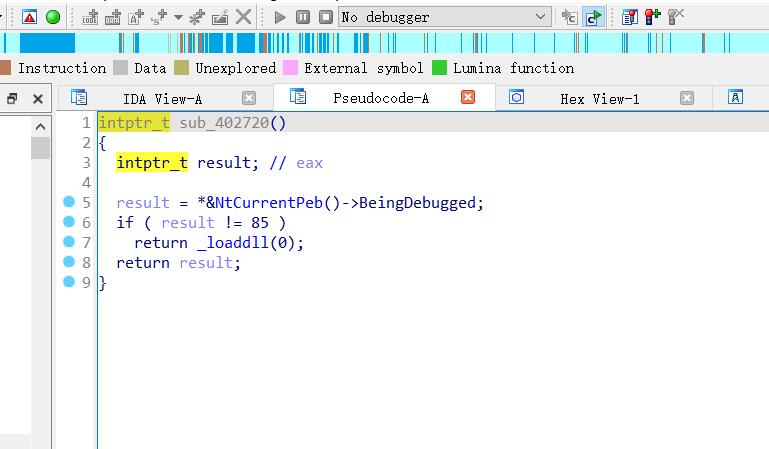 No debugger
Instruction Data Unexplored External symbol Lumina function
IDA View-A Pseudocode-A Hex View-1
1 intptr_t sub_402720()
2 {
3 intptr_t result; // eax
4
5 result = *&NtCurrentPeb()->BeingDebugged;
6 if ( result != 85 )
7 return _loaddll(0);
8 return result;
9 }